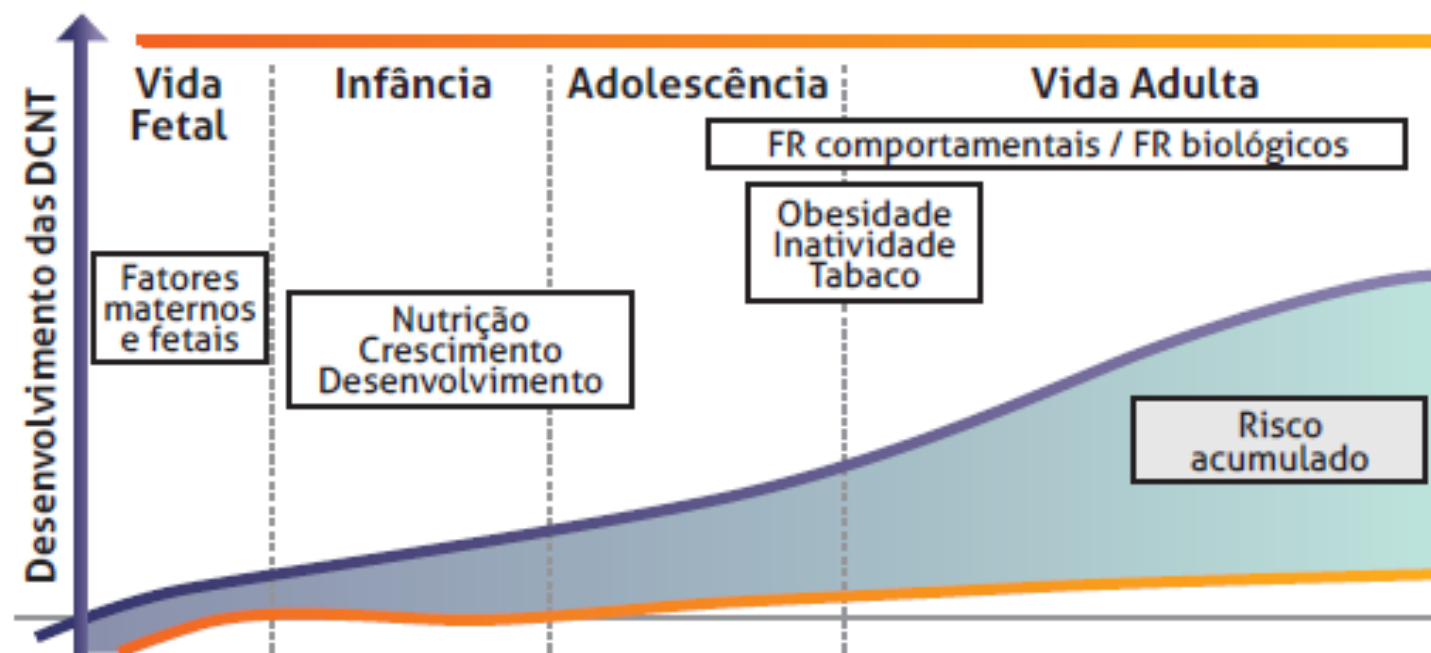 Desenvolvimento das DCNT
Vida
Fetal
Infância
Adolescência
Vida Adulta
FR comportamentais / FR biológicos
Obesidade
Inatividade
Tabaco
Fatores
maternos
e fetais
Nutrição
Crescimento
Desenvolvimento
Risco
acumulado